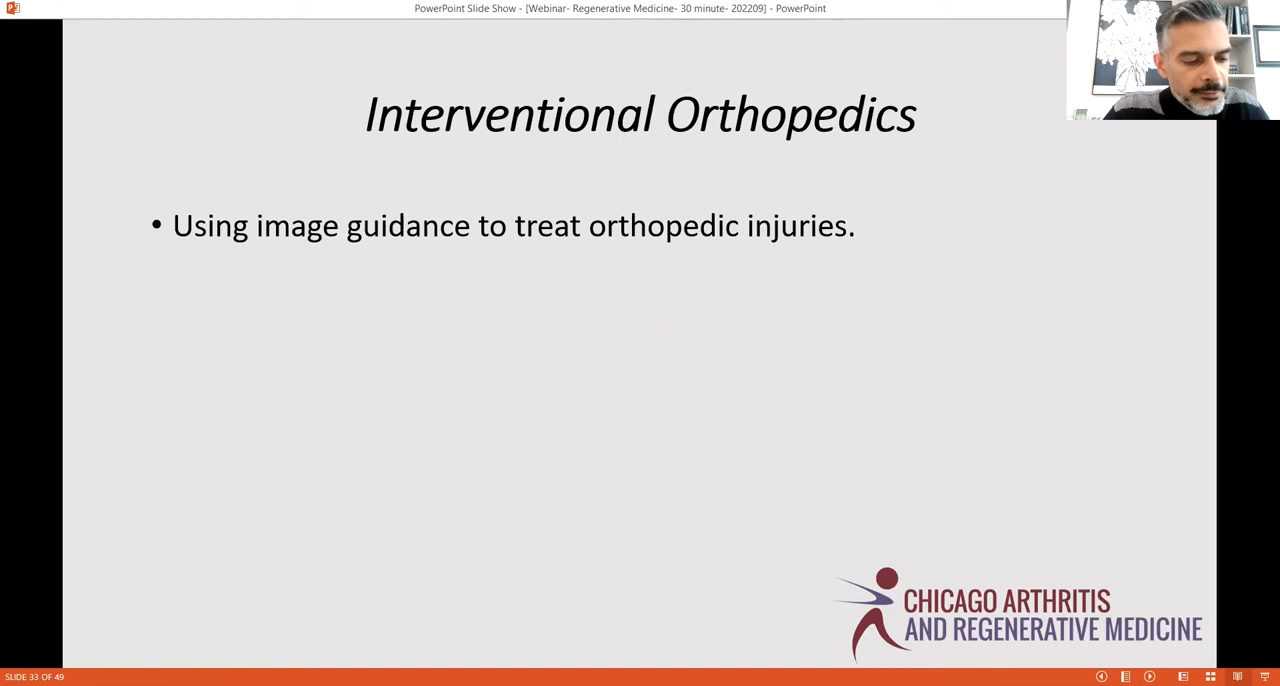 PowerPoint Slide Show - [Webinar- Regenerative Medicine- 30 minute- 202209] - PowerPoint
Interventional Orthopedics
• Using image guidance to treat orthopedic injuries.
CHICAGO ARTHRITIS
AND REGENERATIVE MEDICINE
SLIDE 33 OF 49